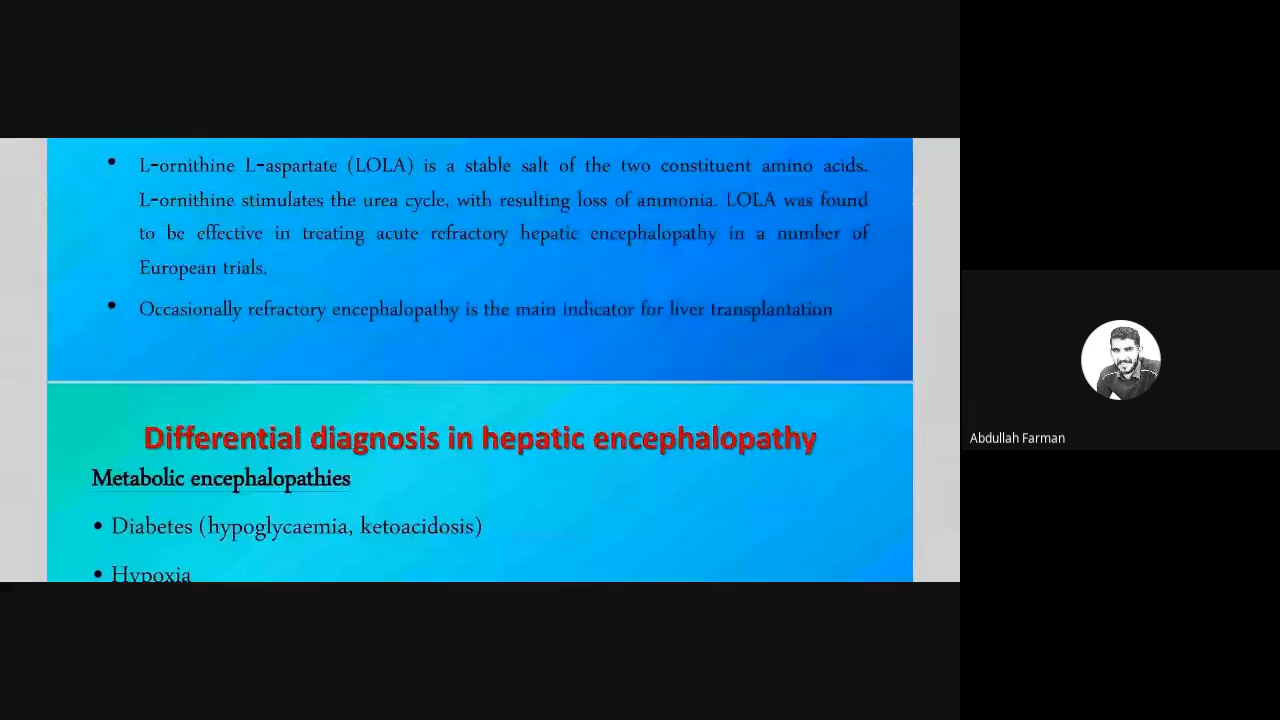 • L-ornithine L-aspartate (LOLA) is a stable salt of the two constituent amino acids.
L-ornithine stimulates the urea cycle, with resulting loss of ammonia. LOLA was found
to be effective in treating acute refractory hepatic encephalopathy in a number of
European trials.
• Occasionally refractory encephalopathy is the main indicator for liver transplantation
Differential diagnosis in hepatic encephalopathy
Metabolic encephalopathies
• Diabetes (hypoglycaemia, ketoacidosis)
• Hypoxia
Abdullah Farman